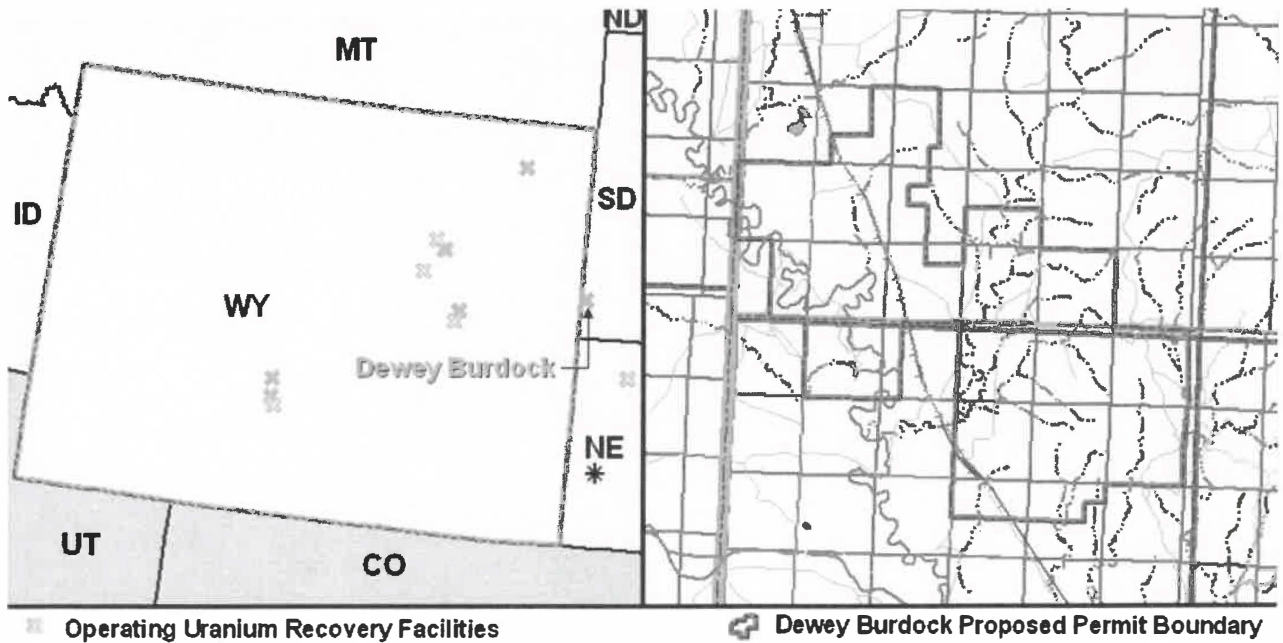 ND
MT
ID
SD
WY
Dewey Burdock
NE
UT
CO
Operating Uranium Recovery Facilities
Dewey Burdock Proposed Permit Boundary